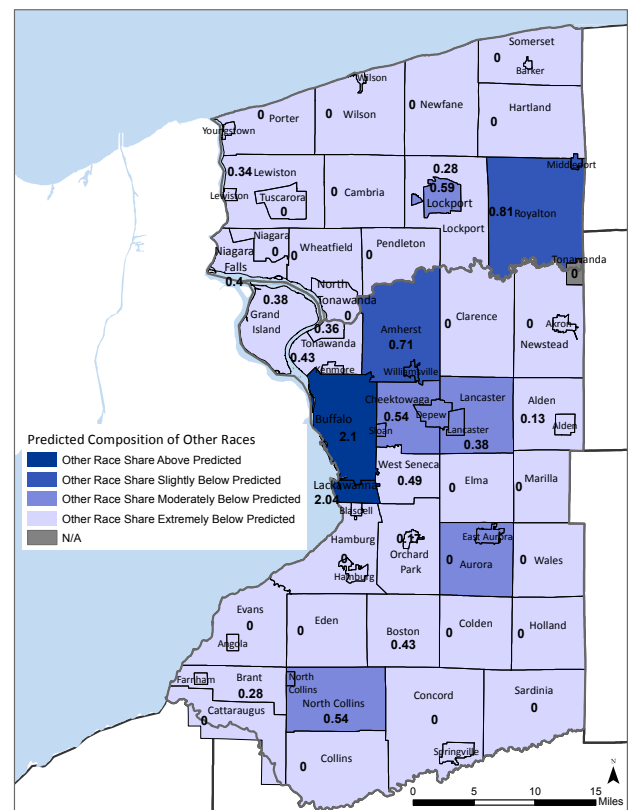 Somerset
0
Barker
Wilson
0
Porter
0
Wilson
0
Newfane
Hartland
0
Youngstown
0.34
Lewiston
Lewiston
Tuscarora
0
0
Cambria
0.28
0.59
Lockport
Lockport
Middleport
0.81
Royalton
Niagara
0
Niagara
Falls
0.4
Wheatfield
0
Pendleton
0
Tonawanda
0
North
Tonawanda
0
0.38
Grand
Island
0.36
Tonawanda
0.43
Kenmore
Amherst
0.71
Williamsville
Clarence
0
0
Akron
Newstead
Buffalo
2.1
Cheektowaga
0.54
Depew
Sloan
Lancaster
Lancaster
0.38
Alden
0.13
Alden
Predicted Composition of Other Races
Other Race Share Above Predicted
Other Race Share Slightly Below Predicted
Other Race Share Moderately Below Predicted
Other Race Share Extremely Below Predicted
N/A
Lackawanna
2.04
West Seneca
0.49
Elma
0
Marilla
0
Blasdell
Hamburg
0
Hamburg
Orchard
Park
East Aurora
0
Aurora
0
Wales
Evans
0
Angola
Eden
0
Boston
0.43
Colden
0
Holland
0
Farnham
Brant
0.28
North
Collins
North Collins
0.54
Concord
0
Sardinia
0
Cattaraugus
0
Collins
0
Springville
N
0
5
10
15
Miles